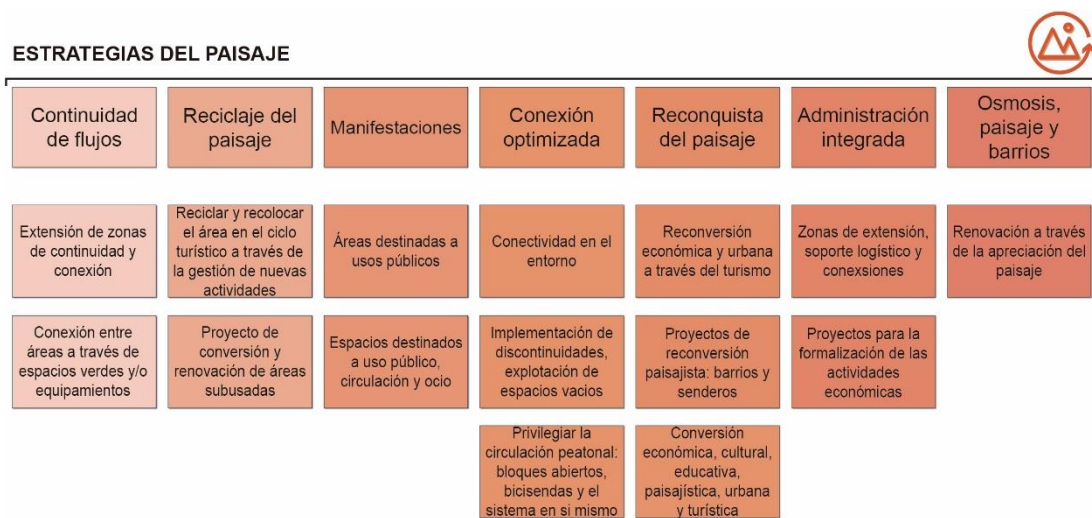 ESTRATEGIAS DEL PAISAJE
Continuidad
de flujos
Reciclaje del
paisaje
Manifestaciones
Conexión
optimizada
Reconquista
del paisaje
Administración
integrada
Osmosis,
paisaje y
barrios
Extensión de zonas
de continuidad y
conexión
Reciclar y recolocar
el área en el ciclo
turístico a través de
la gestión de nuevas
actividades
Áreas destinadas a
usos públicos
Conectividad en el
entorno
Reconversión
económica y urbana
a través del turismo
Zonas de extensión,
soporte logístico y
conexsiones
Renovación a través
de la apreciación del
paisaje
Conexión entre
áreas a través de
espacios verdes y/o
equipamientos
Proyecto de
conversión y
renovación de áreas
subusadas
Espacios destinados
a uso público,
circulación y ocio
Implementación de
discontinuidades,
explotación de
espacios vacios
Proyectos de
reconversión
paisajista: barrios y
senderos
Proyectos para la
formalización de las
actividades
económicas
Privilegiar la
circulación peatonal:
bloques abiertos,
bicisendas y el
sistema en si mismo
Conversión
económica, cultural,
educativa,
paisajística, urbana
y turística